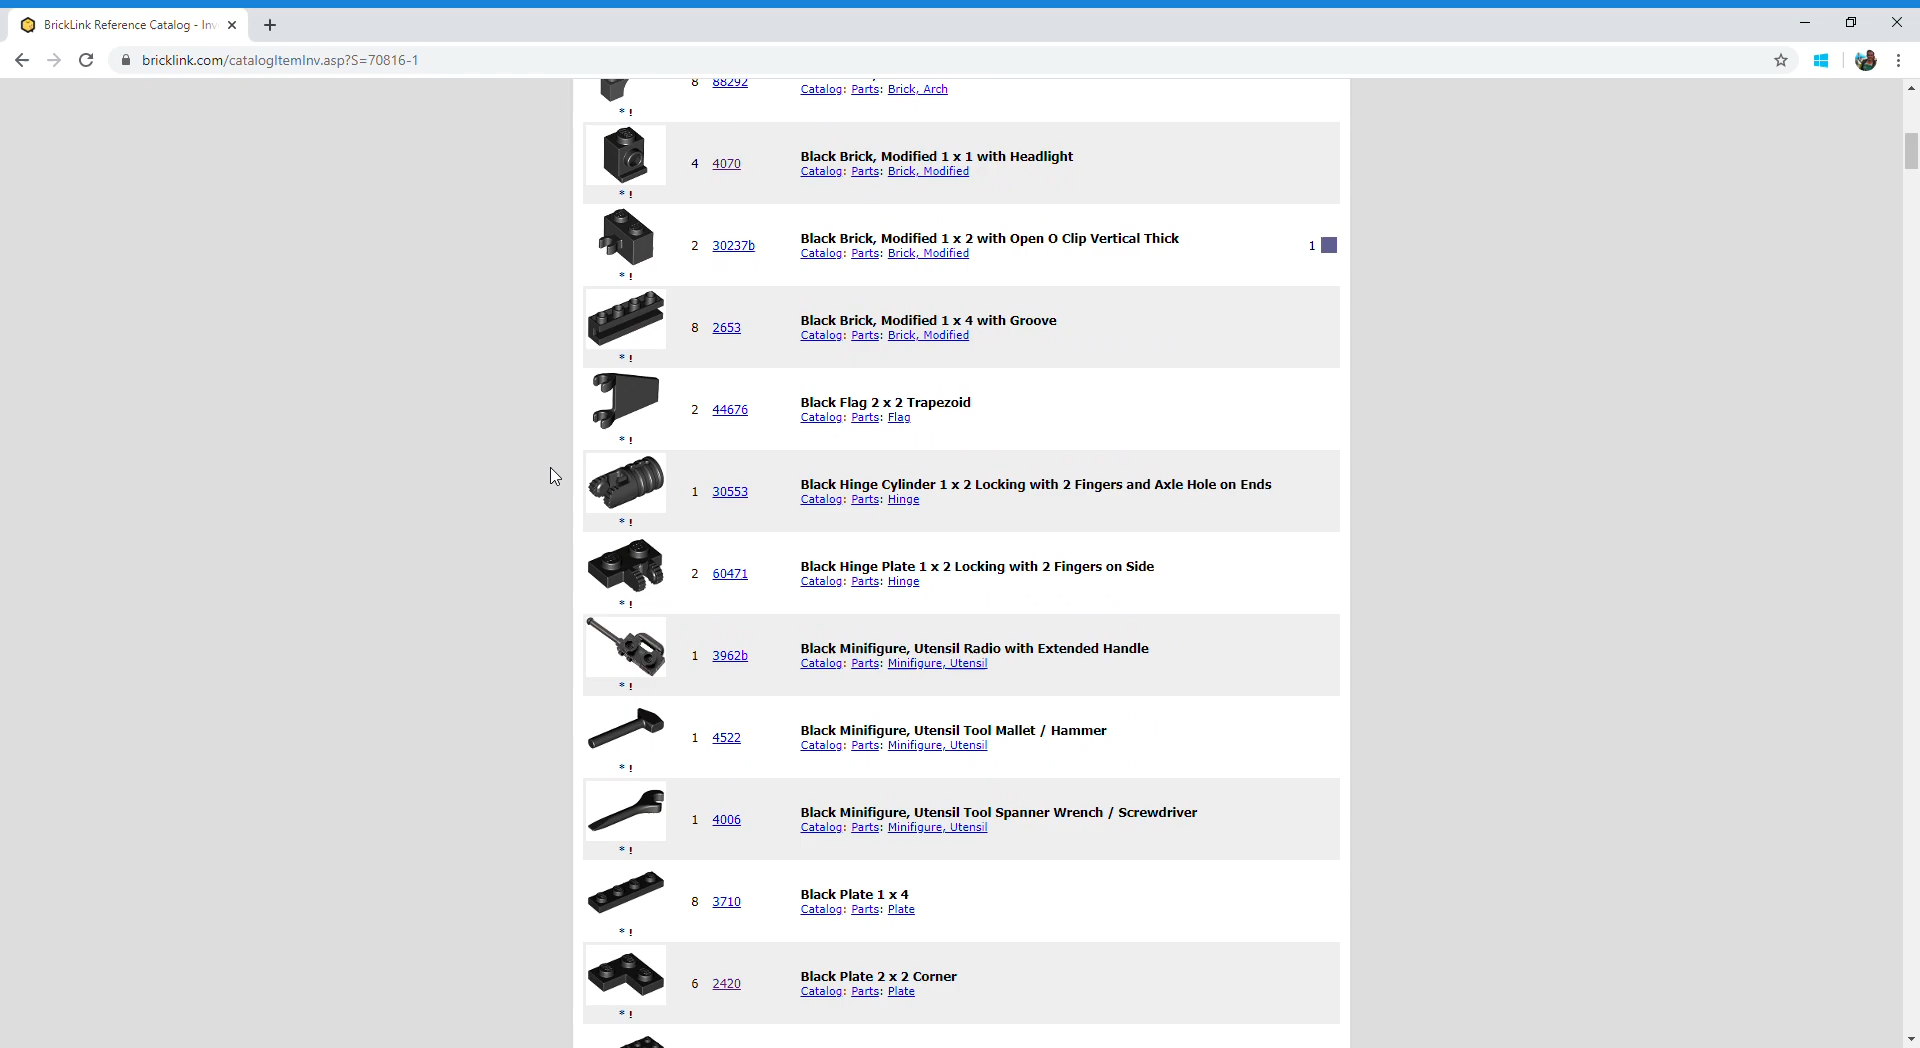 BrickLink Reference Catalog - Inv
bricklink.com/catalogItemInv.asp?S=70816-1
8 88292
Catalog: Parts: Brick, Arch
* !
4 4070 Black Brick, Modified 1 x 1 with Headlight
Catalog: Parts: Brick, Modified
* !
2 30237b Black Brick, Modified 1 x 2 with Open O Clip Vertical Thick 1
Catalog: Parts: Brick, Modified
* !
8 2653 Black Brick, Modified 1 x 4 with Groove
Catalog: Parts: Brick, Modified
* !
2 44676 Black Flag 2 x 2 Trapezoid
Catalog: Parts: Flag
* !
1 30553 Black Hinge Cylinder 1 x 2 Locking with 2 Fingers and Axle Hole on Ends
Catalog: Parts: Hinge
* !
2 60471 Black Hinge Plate 1 x 2 Locking with 2 Fingers on Side
Catalog: Parts: Hinge
* !
1 3962b Black Minifigure, Utensil Radio with Extended Handle
Catalog: Parts: Minifigure, Utensil
* !
1 4522 Black Minifigure, Utensil Tool Mallet / Hammer
Catalog: Parts: Minifigure, Utensil
* !
1 4006 Black Minifigure, Utensil Tool Spanner Wrench / Screwdriver
Catalog: Parts: Minifigure, Utensil
* !
8 3710 Black Plate 1 x 4
Catalog: Parts: Plate
* !
6 2420 Black Plate 2 x 2 Corner
Catalog: Parts: Plate
* !